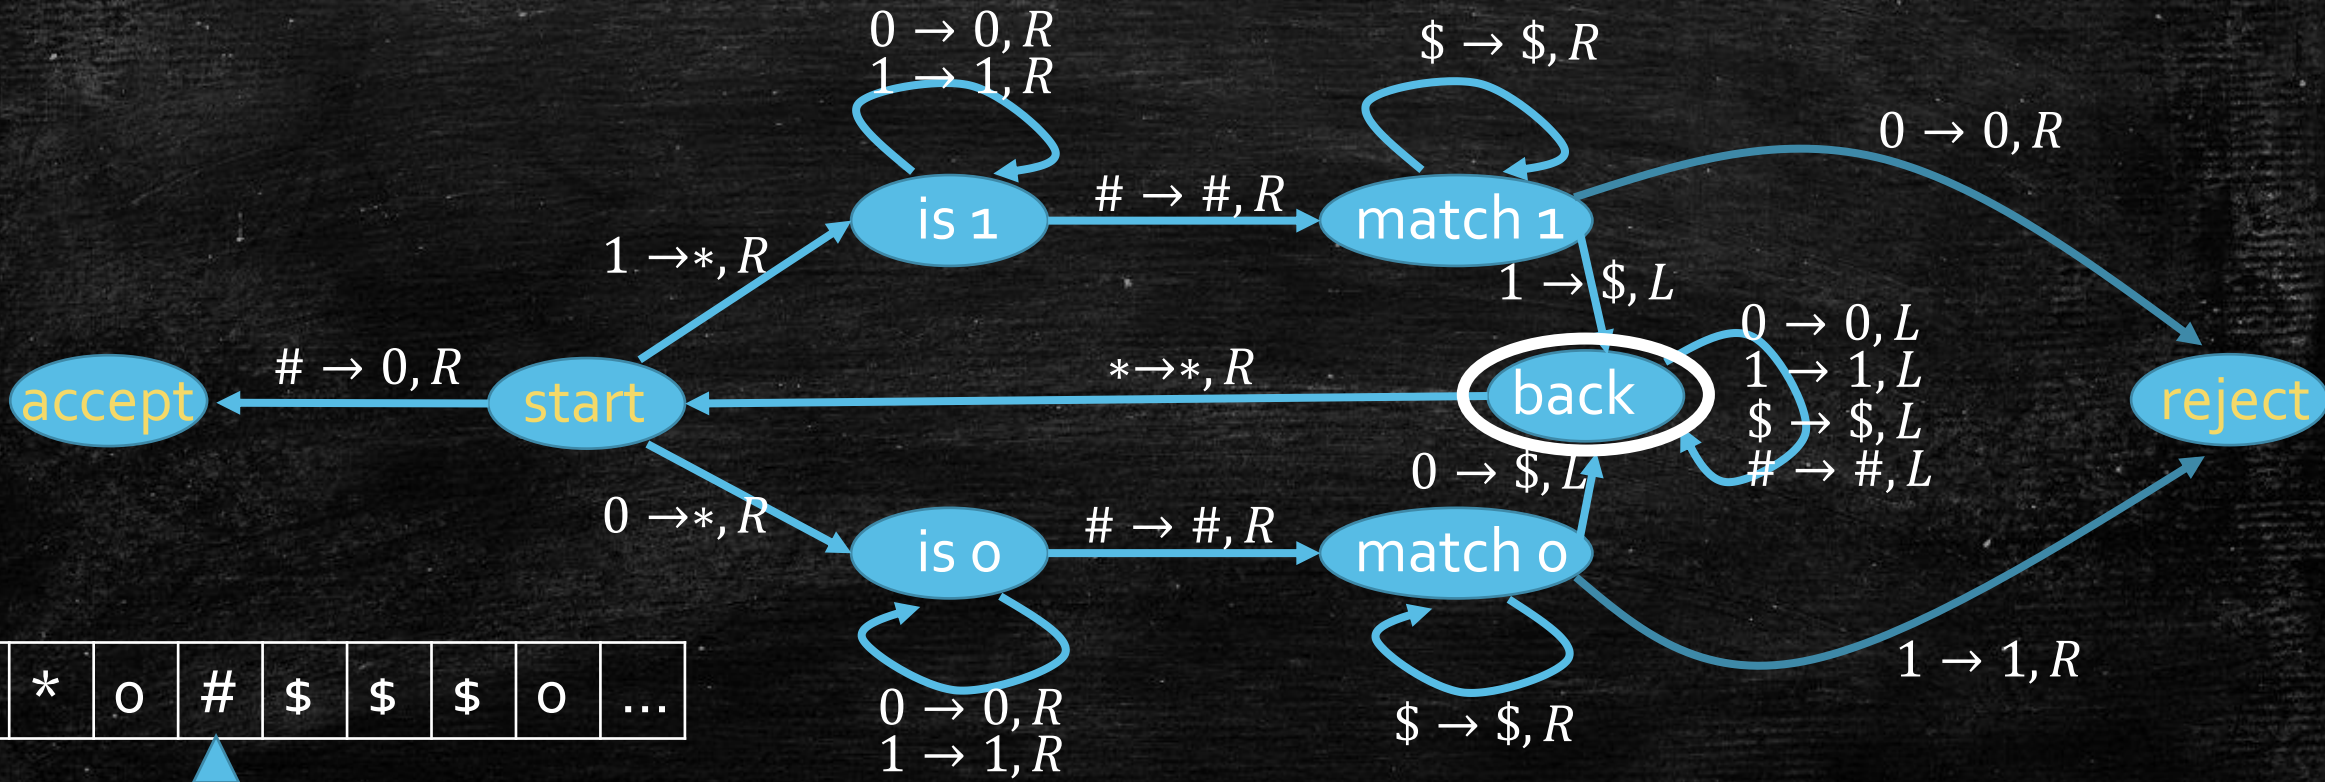 0 → 0, R
1 → 1, R
$ → $, R
0 → 0, R
is 1
# → #, R
match 1
1 →*, R
1 → $, L
0 → 0, L
1 → 1, L
$ → $, L
# → #, L
accept
# → 0, R
start
*→*, R
back
reject
0 → $, L
0 →*, R
is 0
# → #, R
match 0
1 → 1, R
* 0 # $ $ $ 0 ...
0 → 0, R
1 → 1, R
$ → $, R